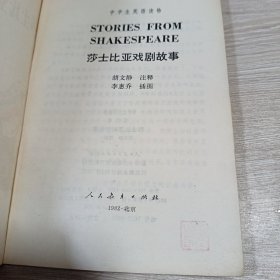 中学生英语读物
STORIES FROM
SHAKESPEARE
莎士比亚戏剧故事
胡文静 注释
李惠乔 插图
人民教育出版社
1982·北京